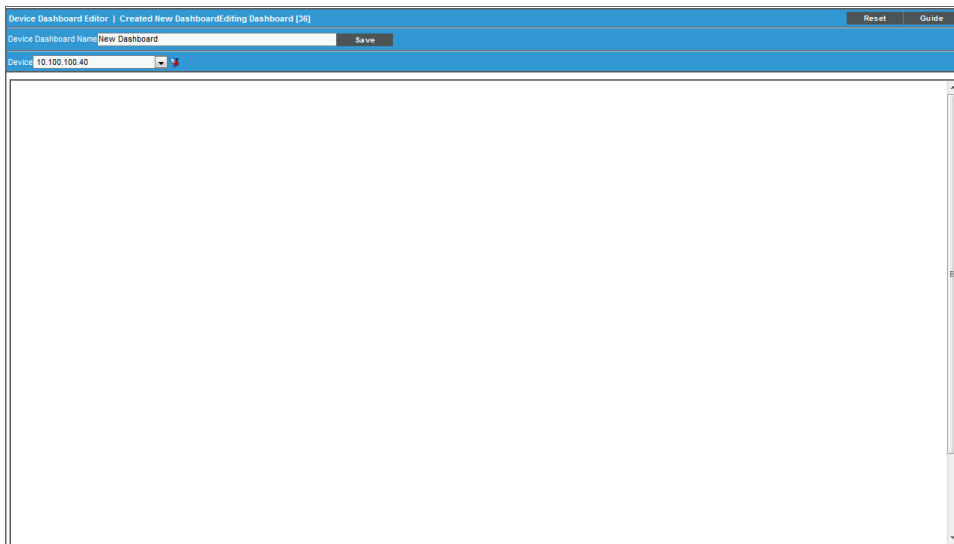 Device Dashboard Editor | Created New DashboardEditing Dashboard [36] Reset Guide
Device Dashboard Name New Dashboard Save
Device 10.100.100.40